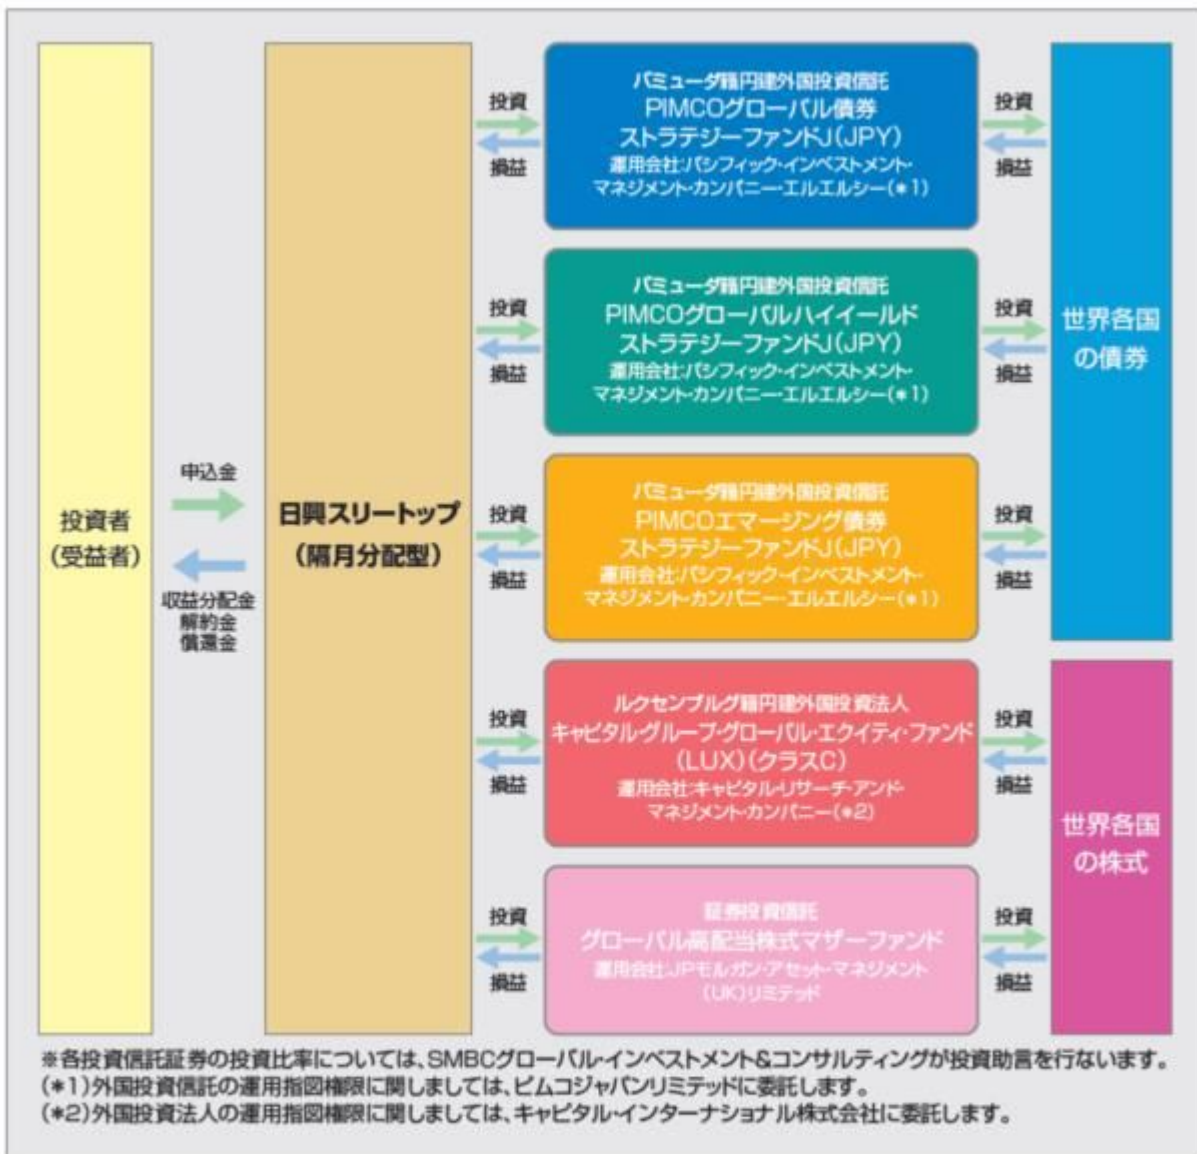 投資者
(受益者)
申込金
収益分配金
解約金
償還金
日興スリートップ
(隔月分配型)
投資
損益
バミューダ籍円建外国投資信託
PIMCOグローバル債券
ストラテジーファンドJ(JPY)
運用会社:パシフィック・インベストメント・
マネジメント・カンパニー・エルエルシー(*1)
投資
損益
投資
損益
バミューダ籍円建外国投資信託
PIMCOグローバルハイイールド
ストラテジーファンドJ(JPY)
運用会社:パシフィック・インベストメント・
マネジメント・カンパニー・エルエルシー(*1)
投資
損益
投資
損益
バミューダ籍円建外国投資信託
PIMCOエマージング債券
ストラテジーファンドJ(JPY)
運用会社:パシフィック・インベストメント・
マネジメント・カンパニー・エルエルシー(*1)
投資
損益
世界各国
の債券
投資
損益
ルクセンブルグ籍円建外国投資法人
キャピタル・グループ・グローバル・エクイティ・ファンド
(LUX)(クラスC)
運用会社:キャピタル・リサーチ・アンド・
マネジメント・カンパニー(*2)
投資
損益
投資
損益
証券投資信託
グローバル高配当株式マザーファンド
運用会社:JPモルガン・アセット・マネジメント
(UK)リミテッド
投資
損益
世界各国
の株式
※各投資信託証券の投資比率については、SMBCグローバル・インベストメント&コンサルティングが投資助言を行ないます。
(*1)外国投資信託の運用指図権限に関しましては、ピムコジャパンリミテッドに委託します。
(*2)外国投資法人の運用指図権限に関しましては、キャピタル・インターナショナル株式会社に委託します。